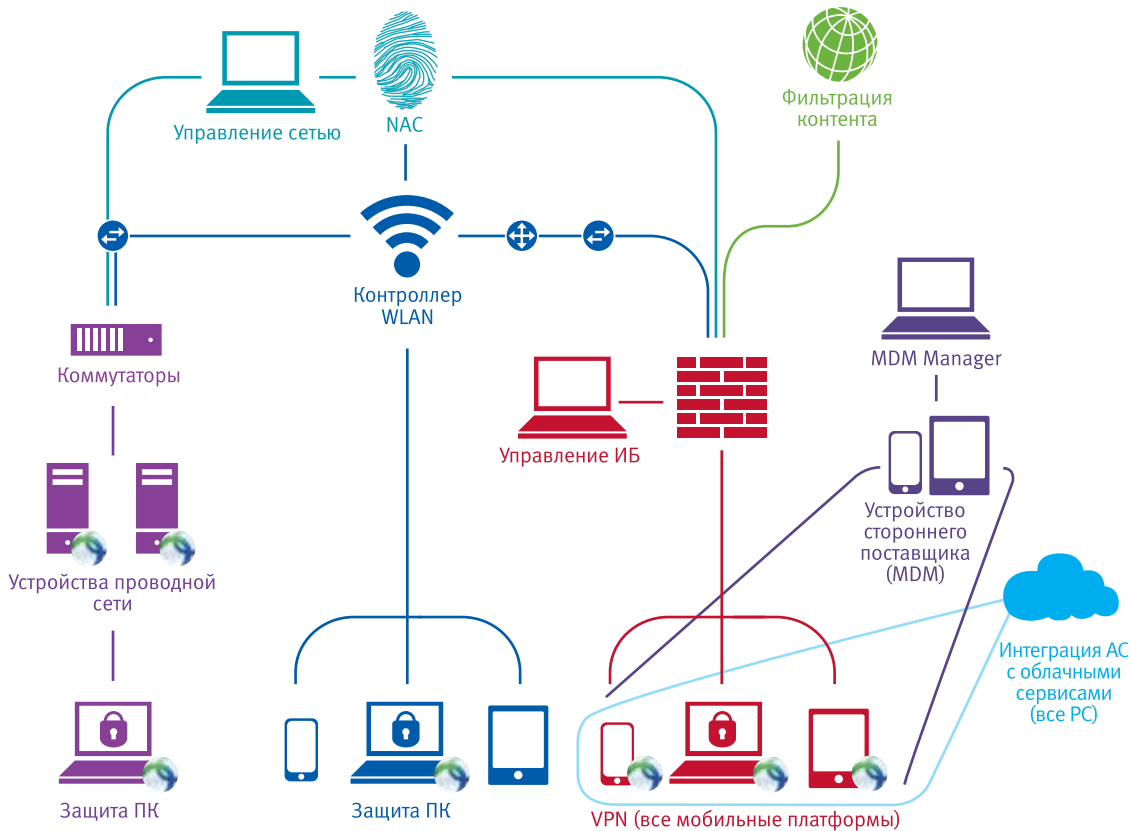 Управление сетью
NAC
Фильтрация
контента
Контроллер
WLAN
MDM Manager
Коммутаторы
Управление ИБ
Устройство
стороннего
поставщика
(MDM)
Устройства проводной
сети
Интеграция АС
с облачными
сервисами
(все РС)
Защита ПК
Защита ПК
VPN (все мобильные платформы)